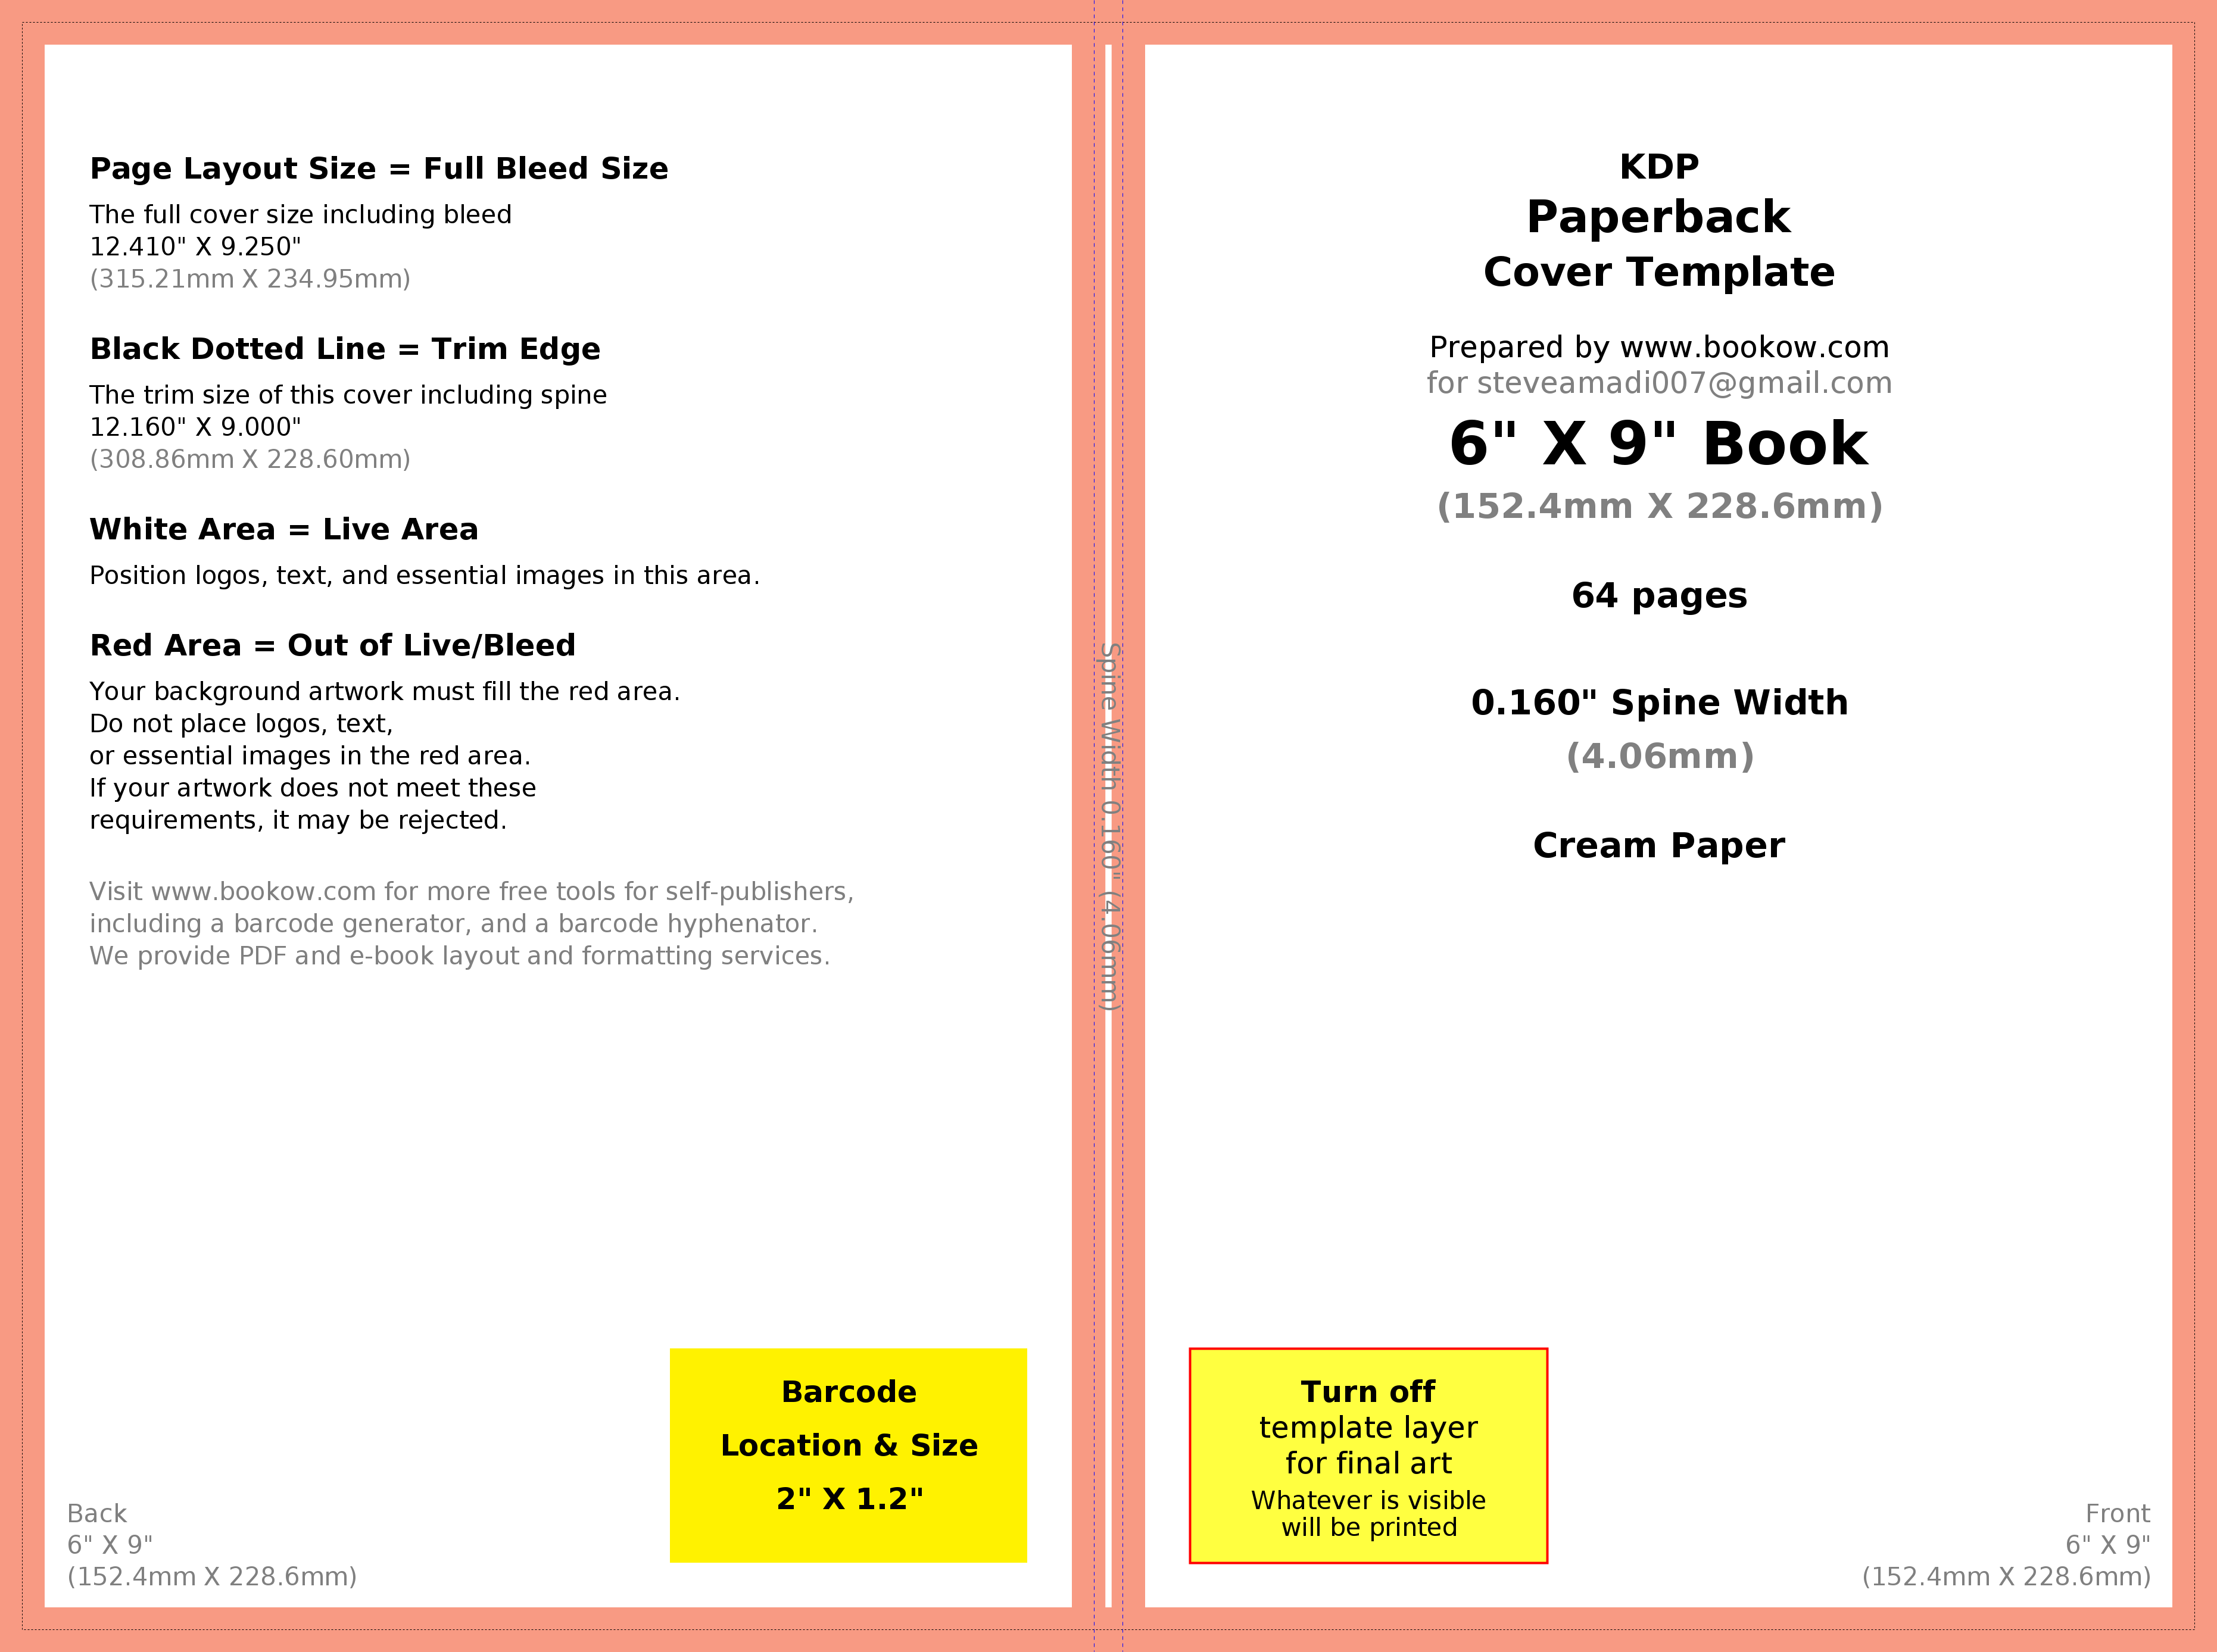 Page Layout Size = Full Bleed Size
The full cover size including bleed
12.410" X 9.250"
(315.21mm X 234.95mm)
Black Dotted Line = Trim Edge
The trim size of this cover including spine
12.160" X 9.000"
(308.86mm X 228.60mm)
White Area = Live Area
Position logos, text, and essential images in this area.
Red Area = Out of Live/Bleed
Your background artwork must fill the red area.
Do not place logos, text,
or essential images in the red area.
If your artwork does not meet these
requirements, it may be rejected.
Visit www.bookow.com for more free tools for self-publishers,
including a barcode generator, and a barcode hyphenator.
We provide PDF and e-book layout and formatting services.
Barcode
Location & Size
2" X 1.2"
Back
6" X 9"
(152.4mm X 228.6mm)
Spine Width 0.160" (4.06mm)
KDP
Paperback
Cover Template
Prepared by www.bookow.com
for steveamadi007@gmail.com
6" X 9" Book
(152.4mm X 228.6mm)
64 pages
0.160" Spine Width
(4.06mm)
Cream Paper
Turn off
template layer
for final art
Whatever is visible
will be printed
Front
6" X 9"
(152.4mm X 228.6mm)